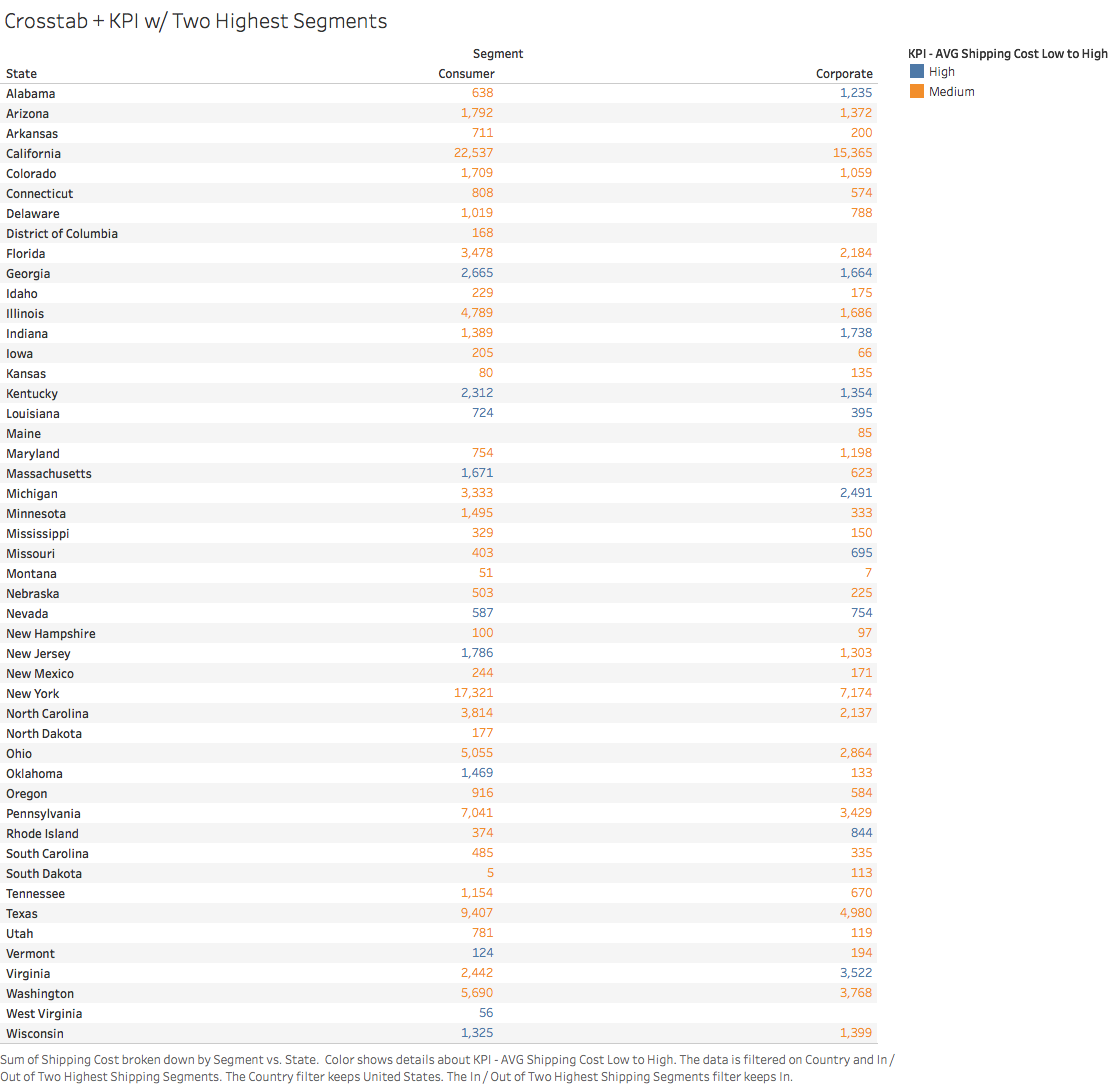 Crosstab + KPI w/ Two Highest Segments
Segment
KPI - AVG Shipping Cost Low to High
State Consumer Corporate
High
Medium
Alabama 638 1,235
Arizona 1,792 1,372
Arkansas 711 200
California 22,537 15,365
Colorado 1,709 1,059
Connecticut 808 574
Delaware 1,019 788
District of Columbia 168
Florida 3,478 2,184
Georgia 2,665 1,664
Idaho 229 175
Illinois 4,789 1,686
Indiana 1,389 1,738
Iowa 205 66
Kansas 80 135
Kentucky 2,312 1,354
Louisiana 724 395
Maine 85
Maryland 754 1,198
Massachusetts 1,671 623
Michigan 3,333 2,491
Minnesota 1,495 333
Mississippi 329 150
Missouri 403 695
Montana 51 7
Nebraska 503 225
Nevada 587 754
New Hampshire 100 97
New Jersey 1,786 1,303
New Mexico 244 171
New York 17,321 7,174
North Carolina 3,814 2,137
North Dakota 177
Ohio 5,055 2,864
Oklahoma 1,469 133
Oregon 916 584
Pennsylvania 7,041 3,429
Rhode Island 374 844
South Carolina 485 335
South Dakota 5 113
Tennessee 1,154 670
Texas 9,407 4,980
Utah 781 119
Vermont 124 194
Virginia 2,442 3,522
Washington 5,690 3,768
West Virginia 56
Wisconsin 1,325 1,399
Sum of Shipping Cost broken down by Segment vs. State. Color shows details about KPI - AVG Shipping Cost Low to High. The data is filtered on Country and In /
Out of Two Highest Shipping Segments. The Country filter keeps United States. The In / Out of Two Highest Shipping Segments filter keeps In.